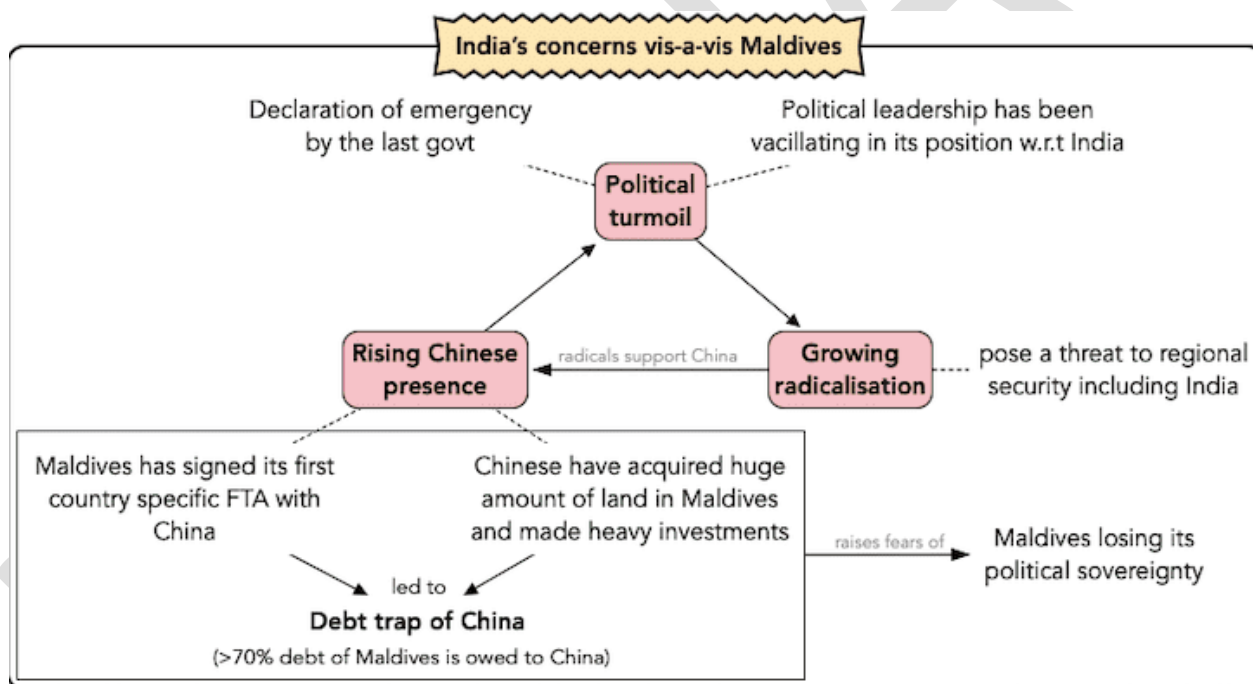 India's concerns vis-a-vis Maldives
Declaration of emergency
by the last govt
Political leadership has been
vacillating in its position w.r.t India
Political
turmoil
Rising Chinese
presence
radicals support China
Growing
radicalisation
pose a threat to regional
security including India
Maldives has signed its first
country specific FTA with
China
Chinese have acquired huge
amount of land in Maldives
and made heavy investments
led to
Debt trap of China
(>70% debt of Maldives is owed to China)
raises fears of
Maldives losing its
political sovereignty